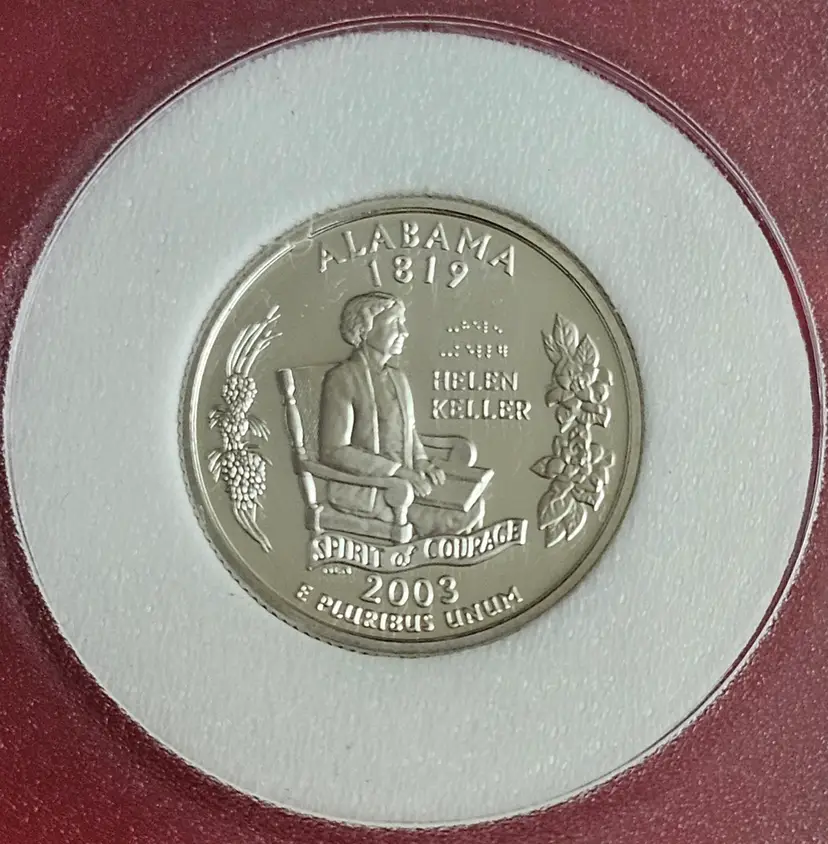 ALABAMA
1819
HELEN
KELLER
SPIRIT of COURAGE
2003
E PLURIBUS UNUM